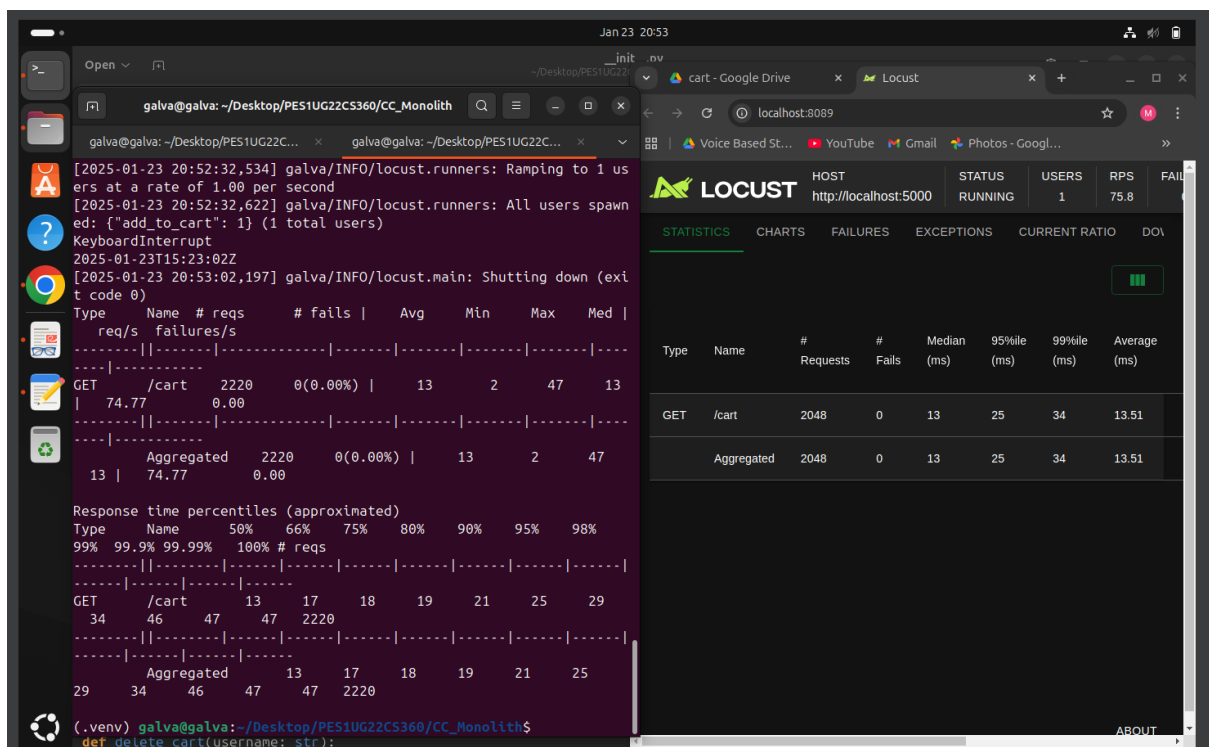 Jan 23 20:53
Open
__init__.py
~/Desktop/PES1UG22
galva@galva: ~/Desktop/PES1UG22CS360/CC_Monolith
galva@galva: ~/Desktop/PES1UG22C...
galva@galva: ~/Desktop/PES1UG22C...
[2025-01-23 20:52:32,534] galva/INFO/locust.runners: Ramping to 1 us
ers at a rate of 1.00 per second
[2025-01-23 20:52:32,622] galva/INFO/locust.runners: All users spawn
ed: {"add_to_cart": 1} (1 total users)
KeyboardInterrupt
2025-01-23T15:23:02Z
[2025-01-23 20:53:02,197] galva/INFO/locust.main: Shutting down (exi
t code 0)
Type Name # reqs # fails | Avg Min Max Med |
req/s failures/s
--------||-------|-------------|-------|-------|-------|----
----|-----------
GET /cart 2220 0(0.00%) | 13 2 47 13
| 74.77 0.00
--------||-------|-------------|-------|-------|-------|----
----|-----------
Aggregated 2220 0(0.00%) | 13 2 47
13 | 74.77 0.00
Response time percentiles (approximated)
Type Name 50% 66% 75% 80% 90% 95% 98%
99% 99.9% 99.99% 100% # reqs
--------||--------|------|------|------|------|------|------|
------|------|------|------
GET /cart 13 17 18 19 21 25 29
34 46 47 47 2220
--------||--------|------|------|------|------|------|------|
------|------|------|------
Aggregated 13 17 18 19 21 25
29 34 46 47 47 2220
(.venv) galva@galva:~/Desktop/PES1UG22CS360/CC_Monolith$
def delete_cart(username: str):
cart - Google Drive
Locust
localhost:8089
M
Voice Based St...
YouTube
Gmail
Photos - Googl...
LOCUST
HOST
http://localhost:5000
STATUS
RUNNING
USERS
1
RPS
75.8
FAIL
STATISTICS CHARTS FAILURES EXCEPTIONS CURRENT RATIO DOW
Type Name # Requests # Fails Median (ms) 95%ile (ms) 99%ile (ms) Average (ms)
GET /cart 2048 0 13 25 34 13.51
Aggregated 2048 0 13 25 34 13.51
ABOUT